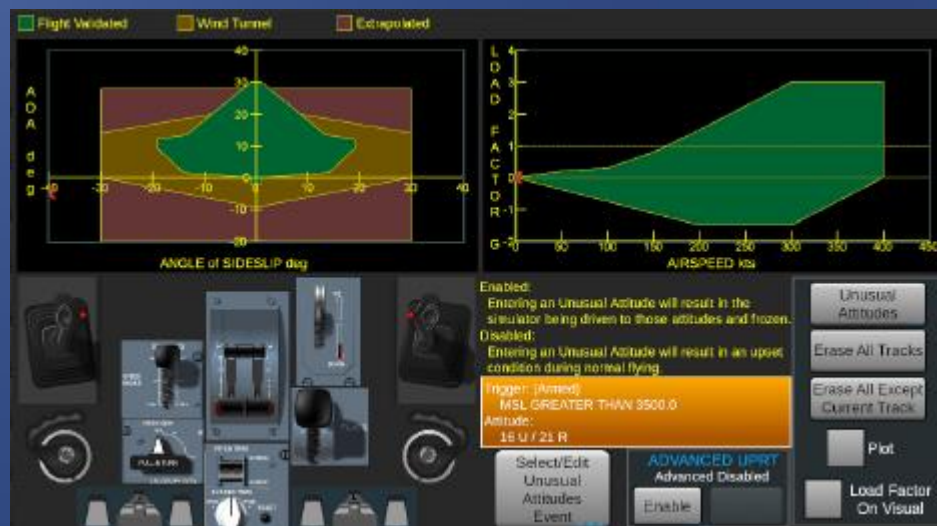 Flight Validated
Wind Tunnel
Extrapolated
AOA deg
40
30
20
10
0
-10
-20
-30
-20
-10
0
10
20
30
40
ANGLE of SIDESLIP deg
LOAD FACTOR G
4
3
2
1
0
-1
-2
50
100
150
200
250
300
350
400
450
AIRSPEED kts
Enabled:
Entering an Unusual Attitude will result in the
simulator being driven to those attitudes and frozen.
Disabled:
Entering an Unusual Attitude will result in an upset
condition during normal flying.
Trigger: (Armed)
MSL GREATER THAN 3500.0
Attitude:
16 U / 21 R
Select/Edit
Unusual
Attitudes
Event
ADVANCED UPRT
Advanced Disabled
Enable
Unusual
Attitudes
Erase All Tracks
Erase All Except
Current Track
Plot
Load Factor
On Visual